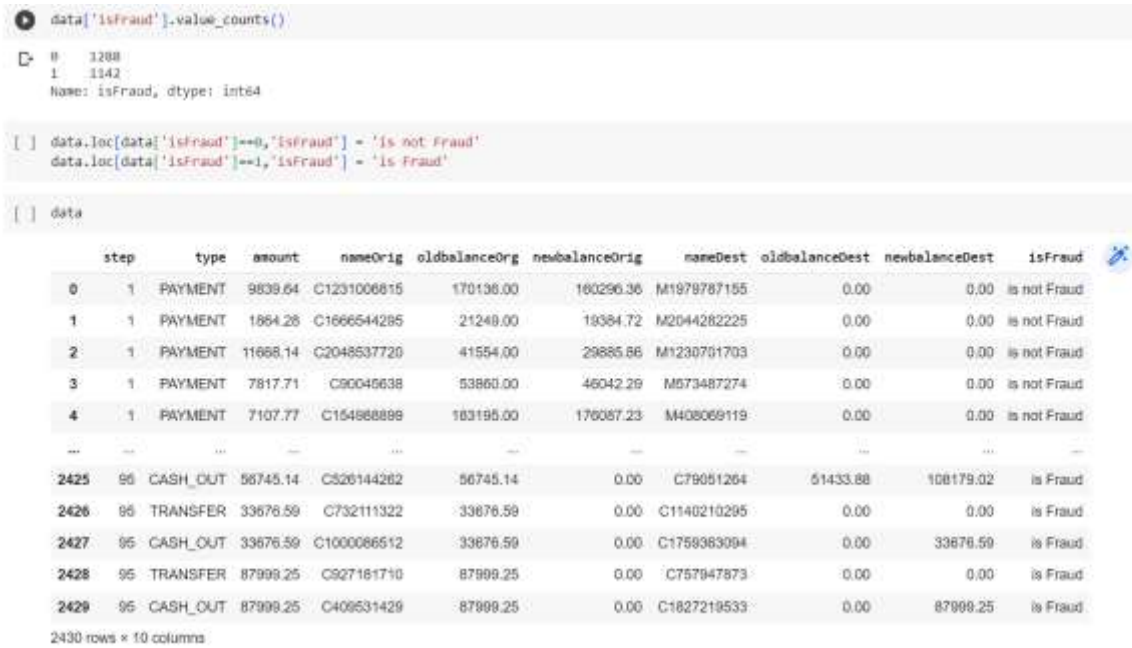 data['isFraud'].value_counts()
0 1288
1 1142
Name: isFraud, dtype: int64
[ ] data.loc[data['isFraud']==0,'isFraud'] = 'is not Fraud'
data.loc[data['isFraud']==1,'isFraud'] = 'is Fraud'
[ ] data
step type amount nameOrig oldbalanceOrg newbalanceOrig nameDest oldbalanceDest newbalanceDest isFraud
0 1 PAYMENT 9839.64 C1231006815 170136.00 160296.36 M1979787155 0.00 0.00 is not Fraud
1 1 PAYMENT 1864.28 C1666544295 21249.00 19384.72 M2044282225 0.00 0.00 is not Fraud
2 1 PAYMENT 11668.14 C2048537720 41554.00 29885.86 M1230701703 0.00 0.00 is not Fraud
3 1 PAYMENT 7817.71 C90045638 53860.00 46042.29 M573487274 0.00 0.00 is not Fraud
4 1 PAYMENT 7107.77 C154988899 183195.00 176087.23 M408069119 0.00 0.00 is not Fraud
... ... ... ... ... ... ... ... ... ... ...
2425 95 CASH_OUT 56745.14 C526144262 56745.14 0.00 C79051264 51433.88 108179.02 is Fraud
2426 95 TRANSFER 33676.59 C732111322 33676.59 0.00 C1140210295 0.00 0.00 is Fraud
2427 95 CASH_OUT 33676.59 C1000086512 33676.59 0.00 C1759363094 0.00 33676.59 is Fraud
2428 95 TRANSFER 87999.25 C927181710 87999.25 0.00 C757947873 0.00 0.00 is Fraud
2429 95 CASH_OUT 87999.25 C409531429 87999.25 0.00 C1827219533 0.00 87999.25 is Fraud
2430 rows × 10 columns